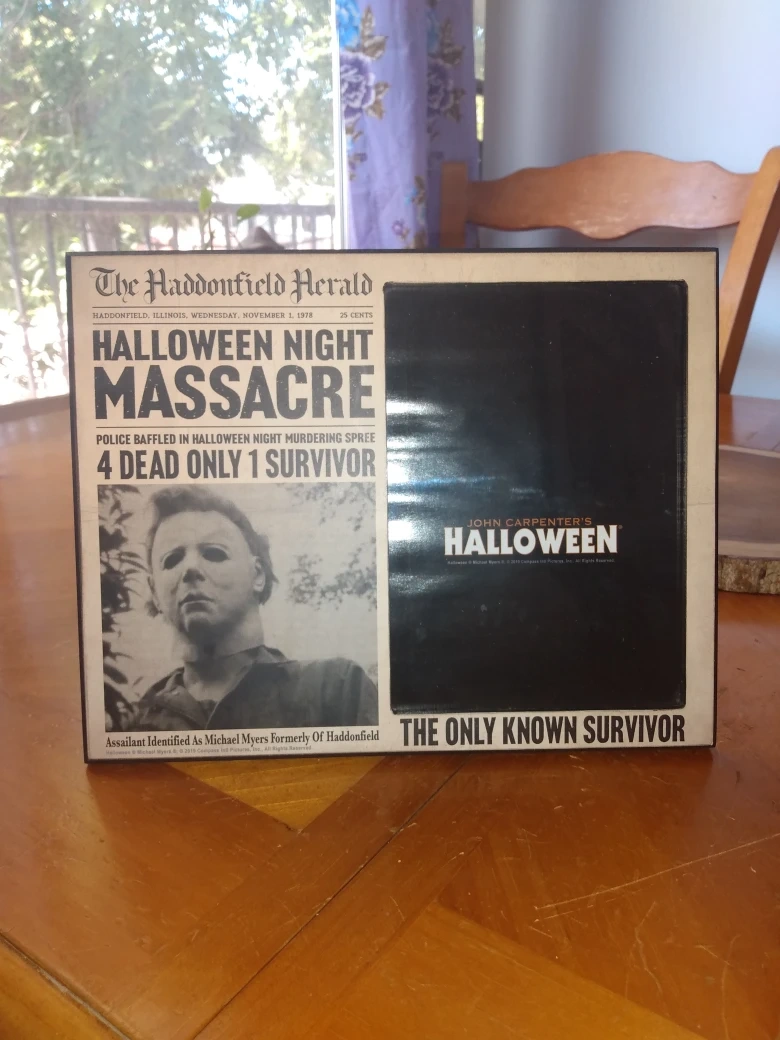 The Haddonfield Herald
HADDONFIELD, ILLINOIS, WEDNESDAY, NOVEMBER 1, 1978 25 CENTS
HALLOWEEN NIGHT
MASSACRE
POLICE BAFFLED IN HALLOWEEN NIGHT MURDERING SPREE
4 DEAD ONLY 1 SURVIVOR
Assailant Identified As Michael Myers Formerly Of Haddonfield
JOHN CARPENTER'S
HALLOWEEN®
THE ONLY KNOWN SURVIVOR